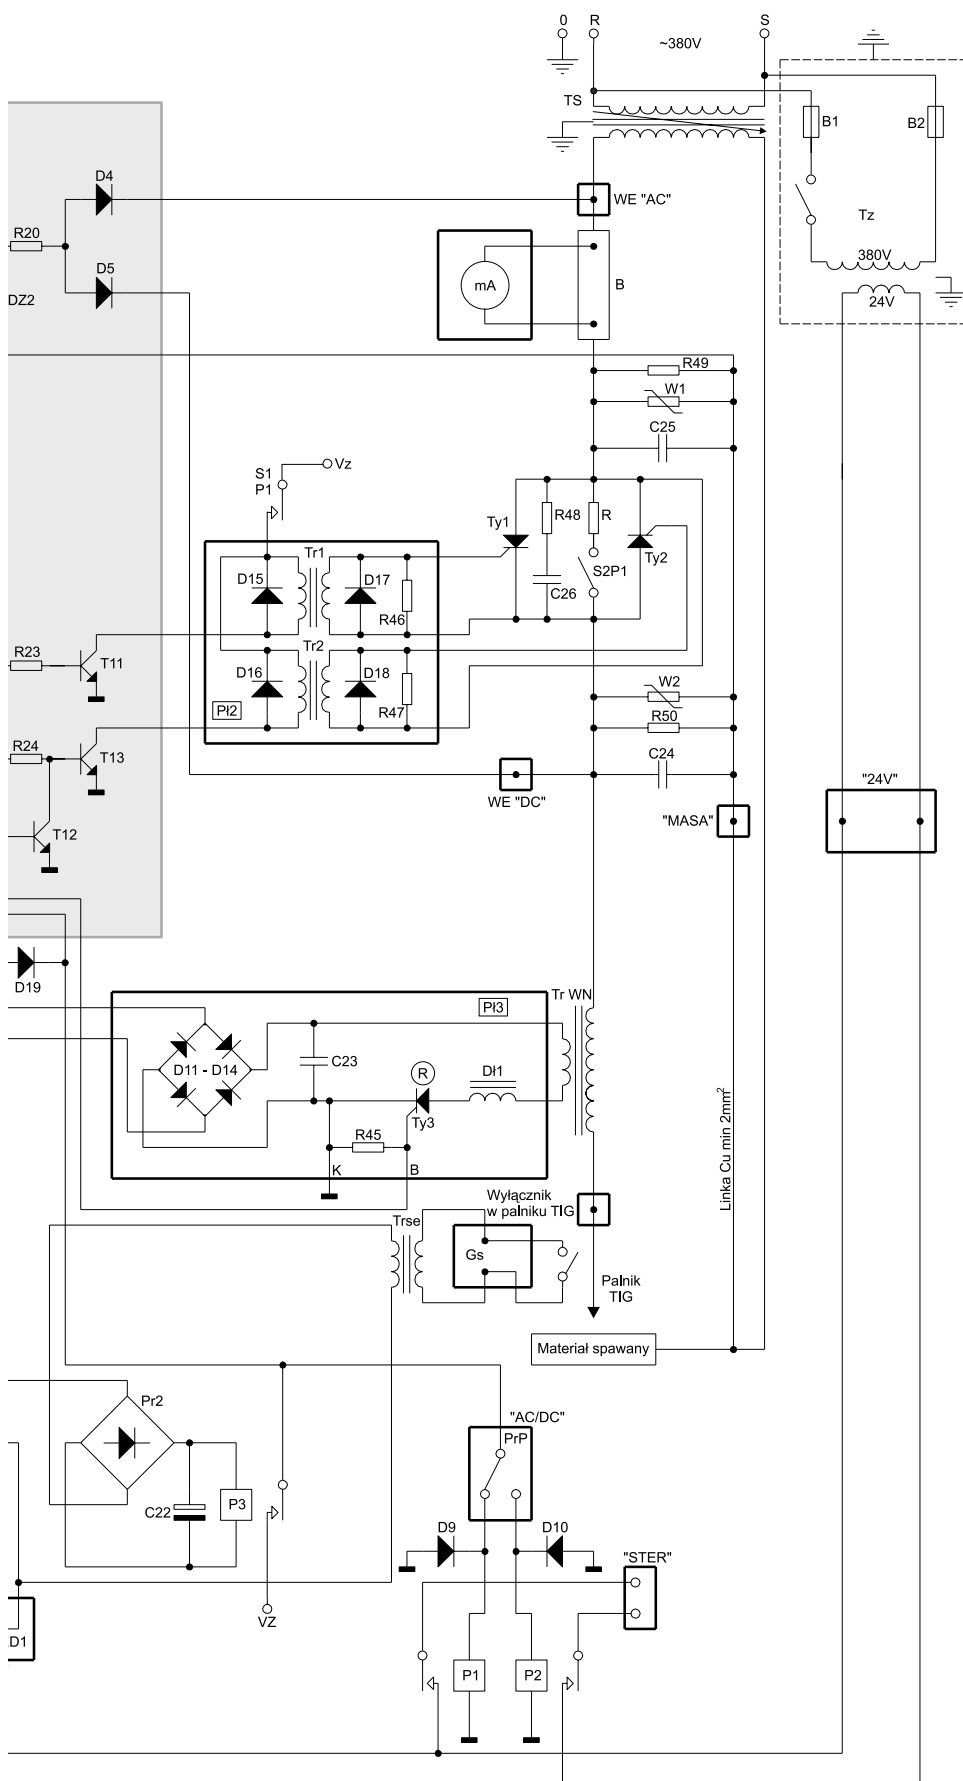 0 R S
~380V
TS
B1 B2
D4
WE "AC"
Tz
R20
380V
D5
mA B
DZ2
24V
R49
W1
C25
S1
P1
Vz
Ty1 R48 R
Tr1
Ty2
D15 D17
S2P1
C26
R46
Tr2
R23
T11
D16 D18
W2
R47
Pł2
R50
R24
T13
C24
"24V"
WE "DC"
"MASA"
T12
D19
Tr WN
Pł3
C23
D11 - D14
R
Dł1
Ty3
Linka Cu min 2mm²
R45
K B
Wyłącznik
w palniku TIG
Trse
Gs
Palnik
TIG
Materiał spawany
Pr2
"AC/DC"
PrP
P3
C22
D9 D10
"STER"
VZ
D1
P1 P2